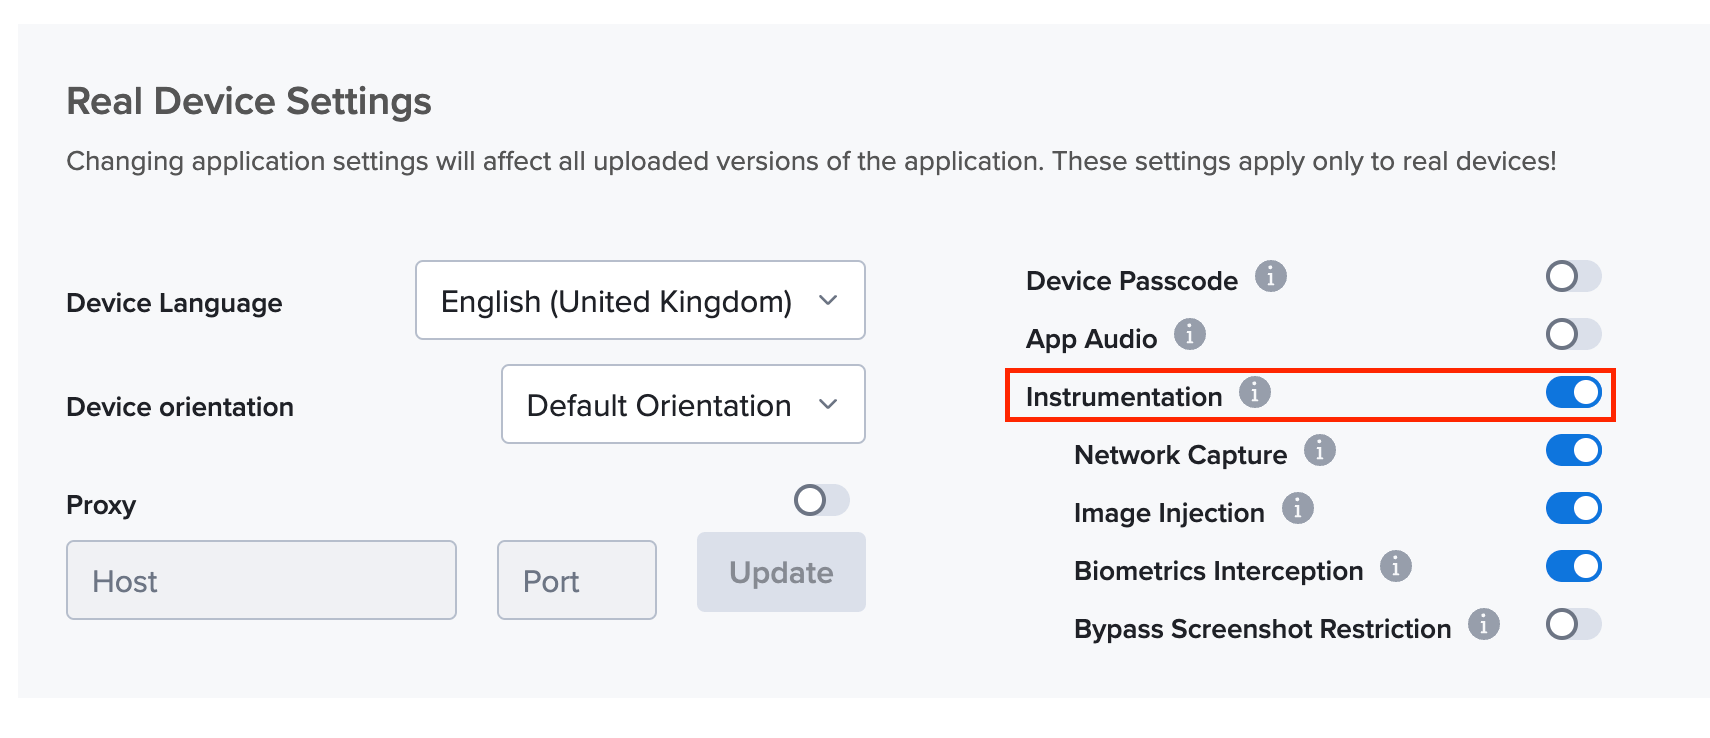 Real Device Settings
Changing application settings will affect all uploaded versions of the application. These settings apply only to real devices!
Device Language
English (United Kingdom)
Device orientation
Default Orientation
Proxy
Host
Port
Update
Device Passcode
App Audio
Instrumentation
Network Capture
Image Injection
Biometrics Interception
Bypass Screenshot Restriction